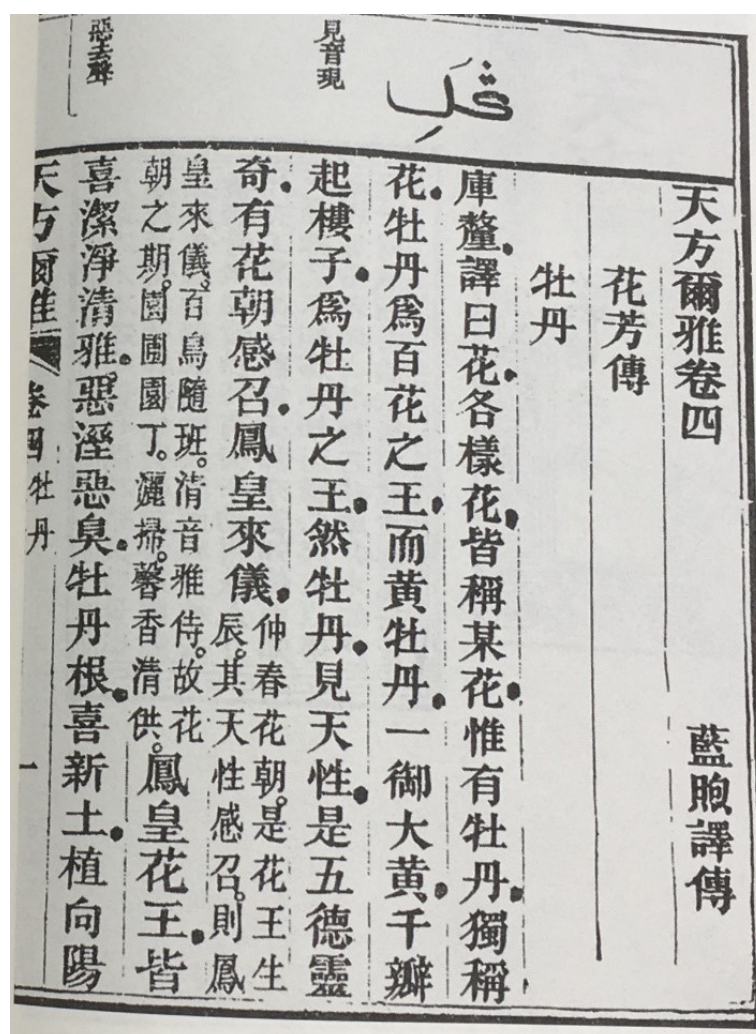 天方爾雅卷四 藍煦譯傳
花芳傳
牡丹
庫釐。譯曰花。各樣花。皆稱某花。惟有牡丹。獨稱
花。牡丹爲百花之王。而黃牡丹。一御大黃。千瓣
見音現
起樓子。爲牡丹之王。然牡丹。見天性。是五德靈
奇。有花朝感召。鳳皇來儀。
仲春花朝。是花王生
辰。其天性感召。則鳳
皇來儀。百鳥隨班。清音雅侍。故花
朝之期。園圃園丁。灑掃。馨香清供。
鳳皇花王。皆
惡去聲
喜潔淨清雅。惡溼惡臭。牡丹根。喜新土。植向陽
天方爾雅 卷四 牡丹 一